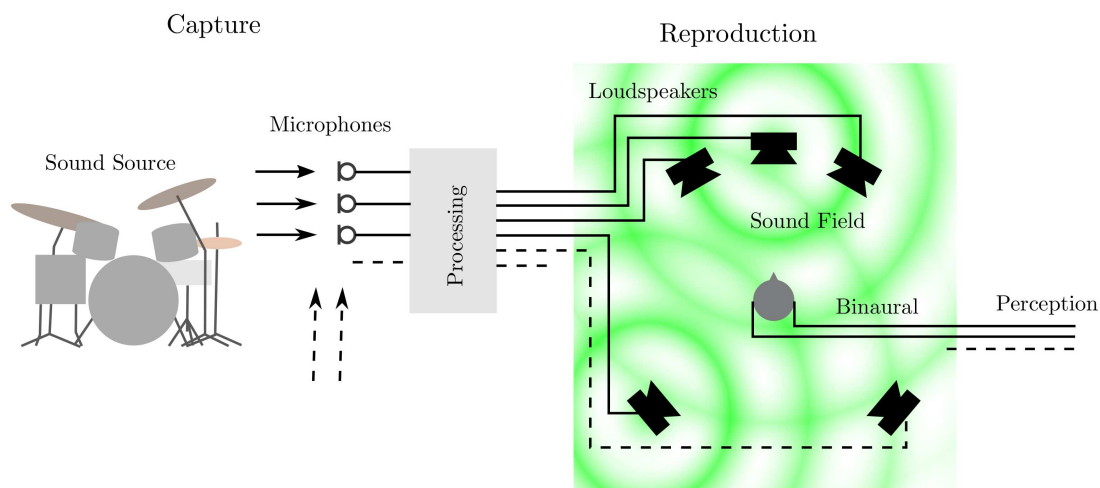 Capture
Reproduction
Loudspeakers
Microphones
Sound Source
Processing
Sound Field
Binaural
Perception